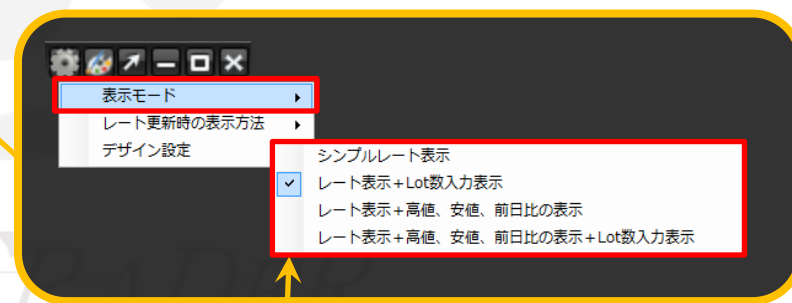 表示モード
レート更新時の表示方法
デザイン設定
シンプルレート表示
レート表示+Lot数入力表示
レート表示+高値、安値、前日比の表示
レート表示+高値、安値、前日比の表示+Lot数入力表示